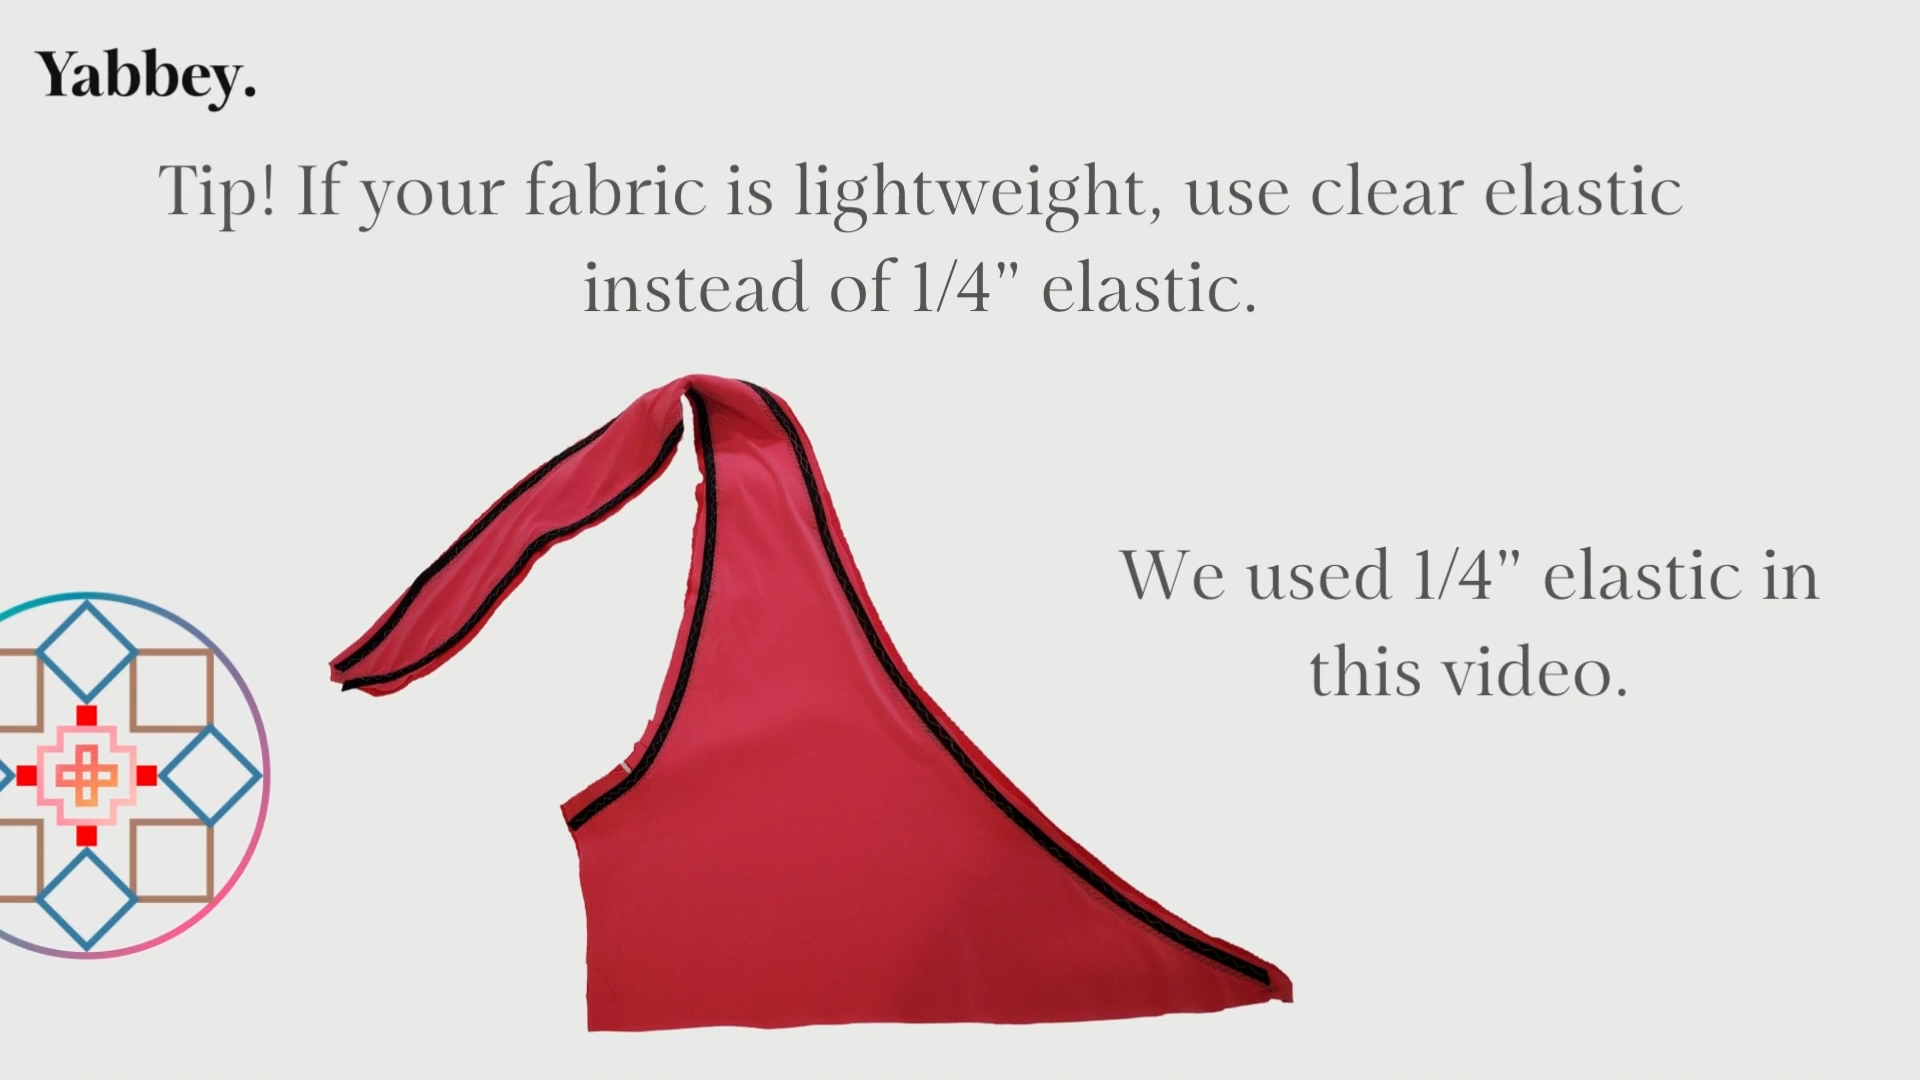 Yabbey.
Tip! If your fabric is lightweight, use clear elastic
instead of 1/4” elastic.
We used 1/4” elastic in
this video.